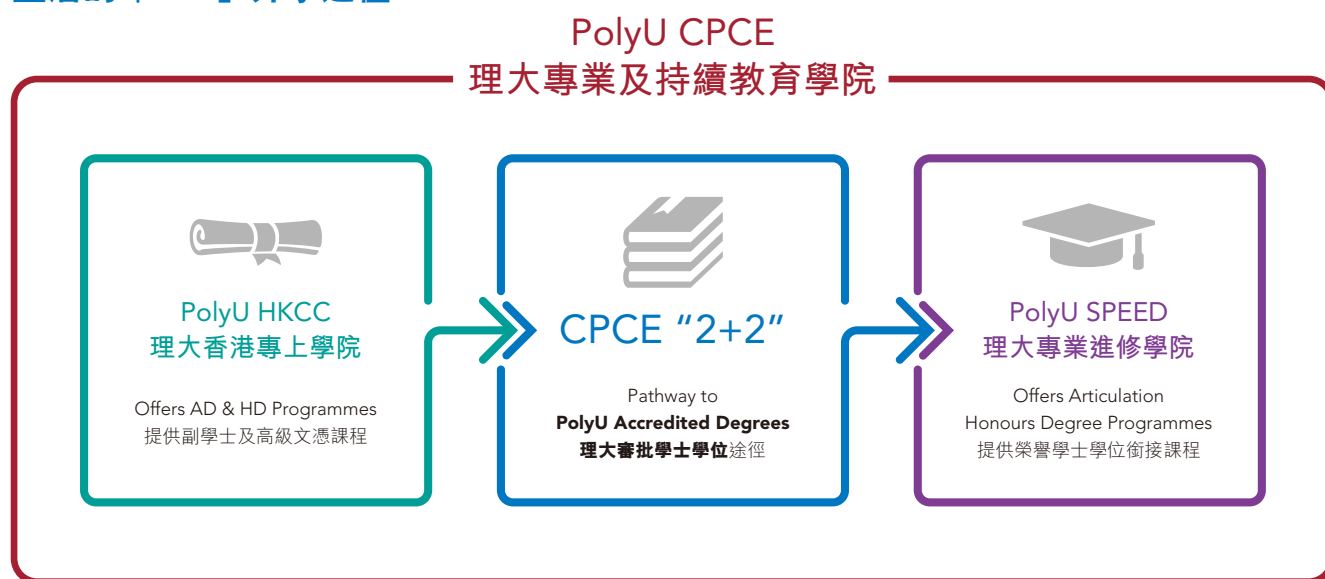 PolyU CPCE
理大專業及持續教育學院
PolyU HKCC
理大香港專上學院
Offers AD & HD Programmes
提供副學士及高級文憑課程
CPCE “2+2”
Pathway to
PolyU Accredited Degrees
理大審批學士學位途徑
PolyU SPEED
理大專業進修學院
Offers Articulation
Honours Degree Programmes
提供榮譽學士學位銜接課程